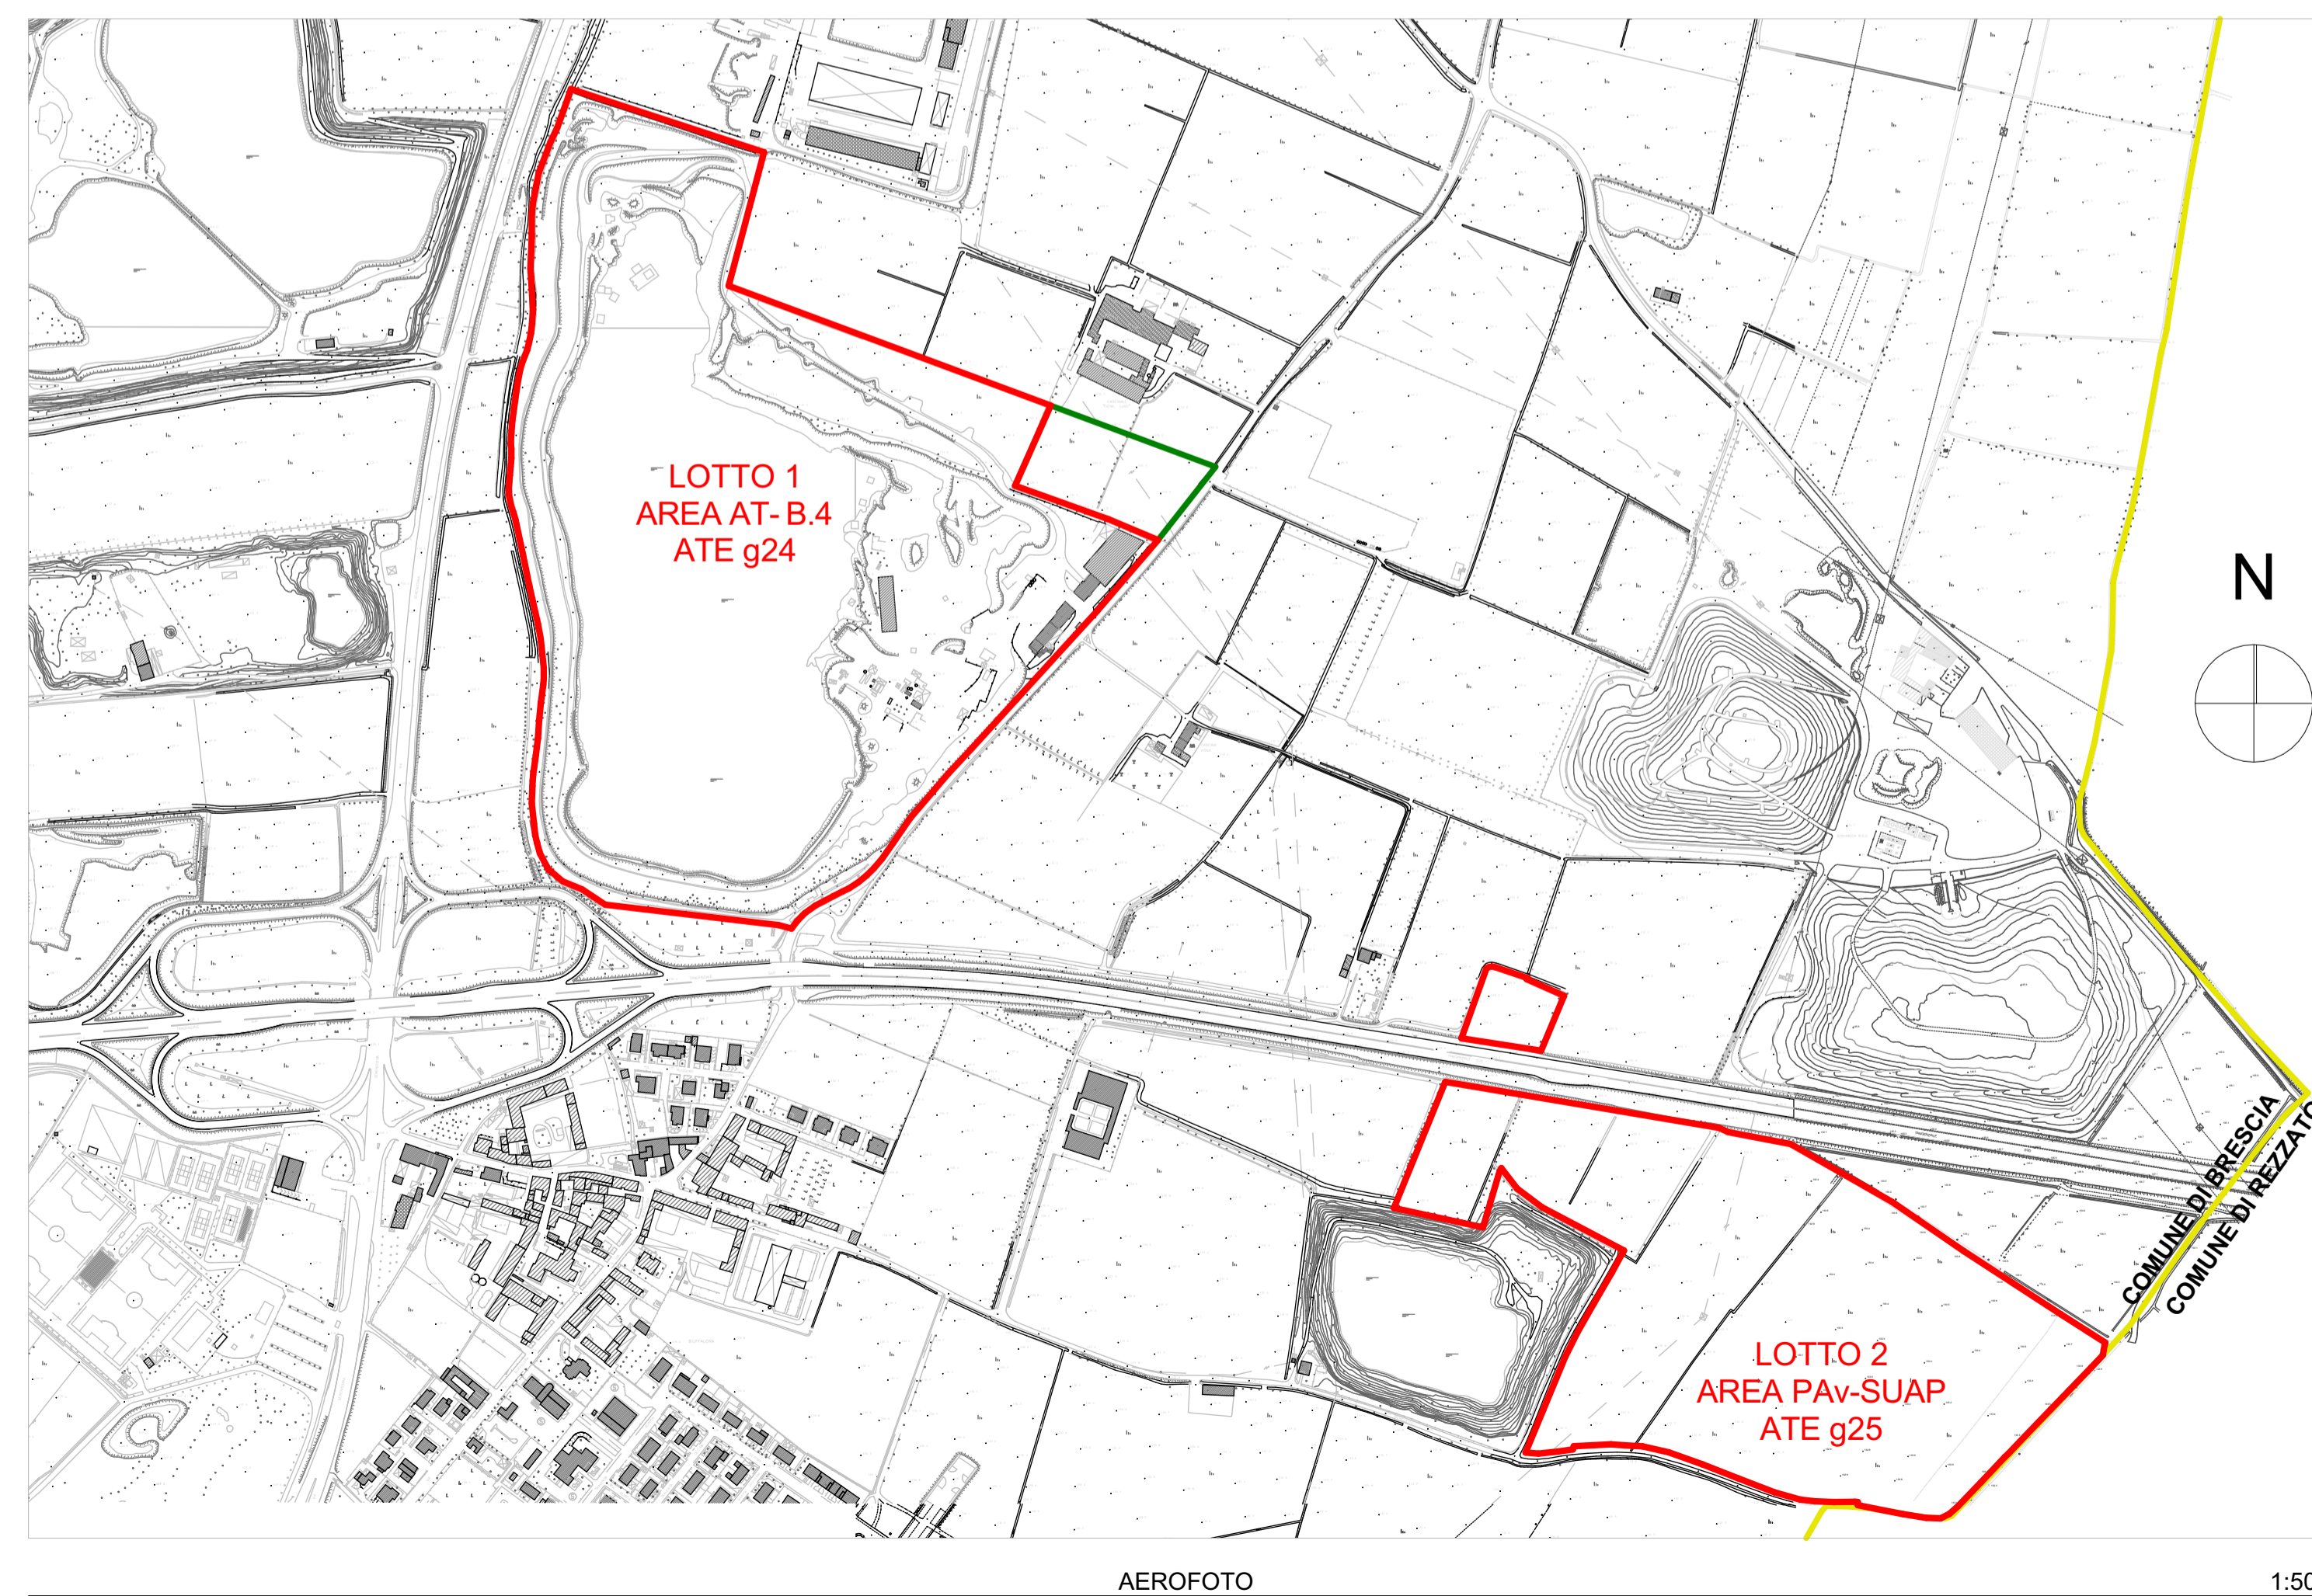 LOTTO 1
AREA AT- B.4
ATE g24
N
COMUNE DI BRESCIA
COMUNE DI REZZATO
LOTTO 2
AREA PAv-SUAP
ATE g25
AEROFOTO
1:50